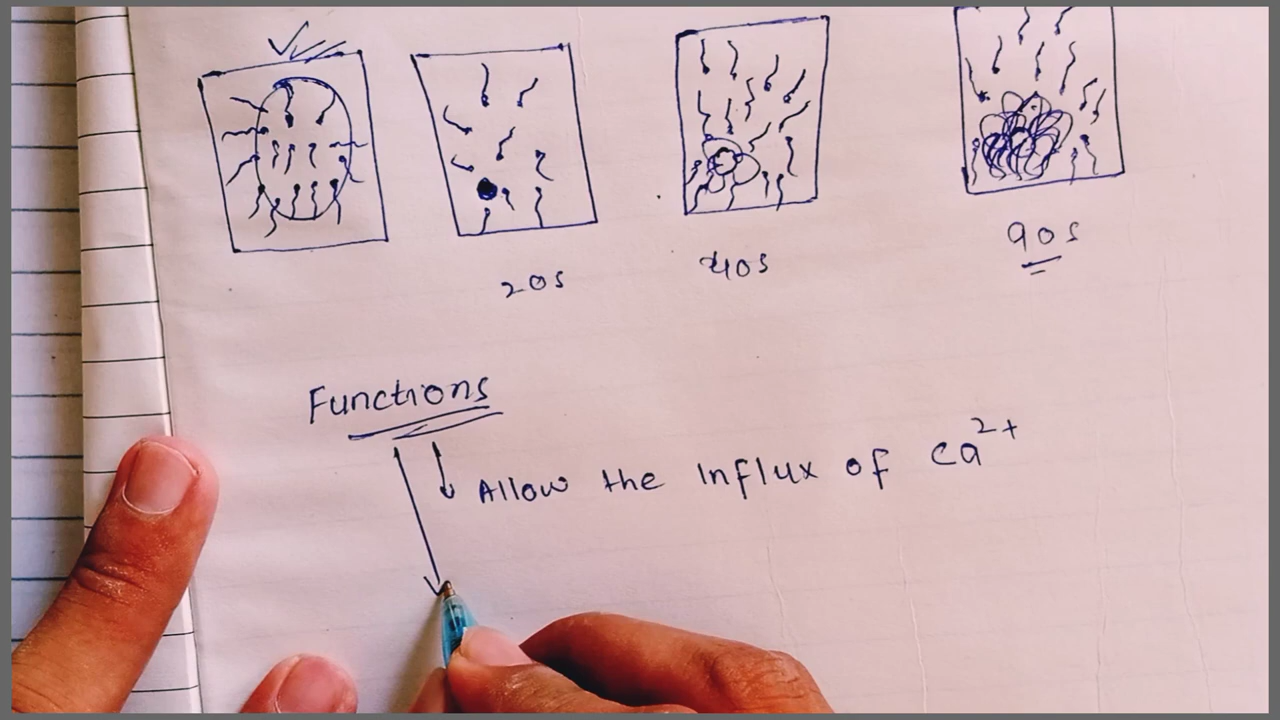 20s 40s 90s
Functions
Allow the Influx of Ca²⁺